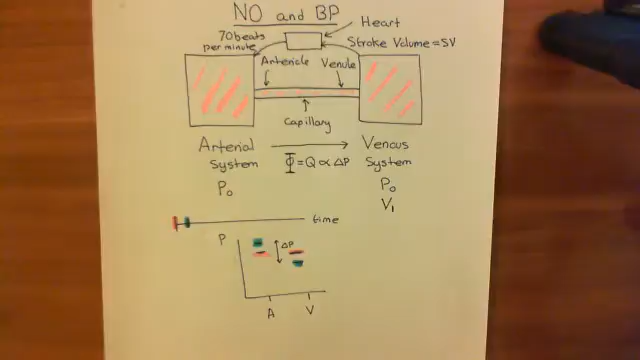 NO and BP
Heart
70 beats
per minute
Stroke Volume = SV
Arteriole
Venule
Capillary
Arterial
System
Venous
System
Φ = Q ∝ ΔP
P₀
P₀
V₁
time
P
ΔP
A
V